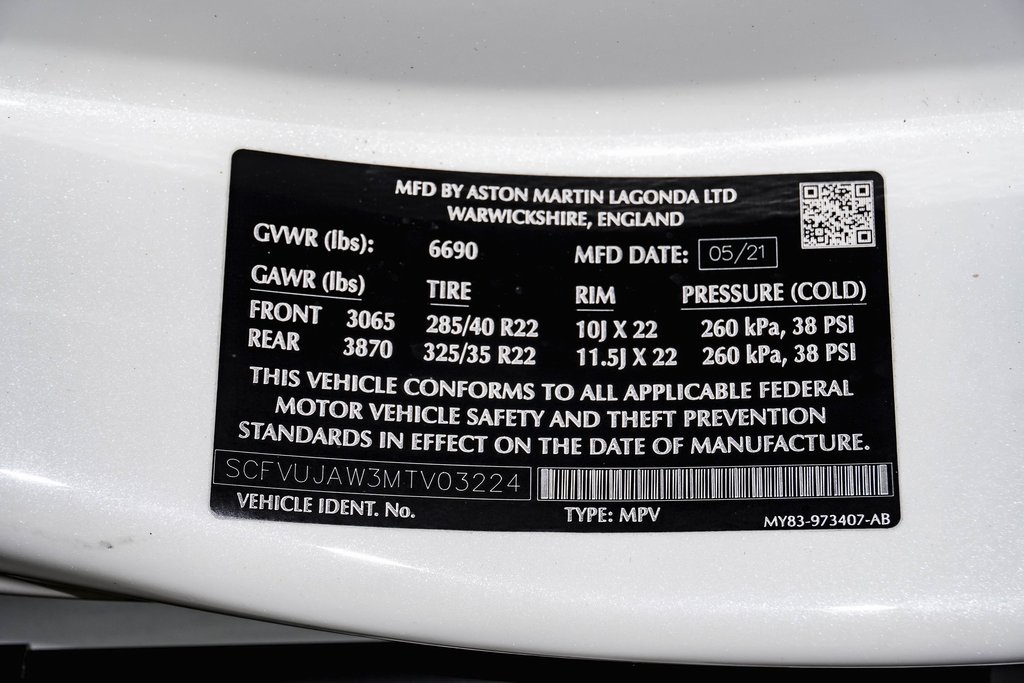 MFD BY ASTON MARTIN LAGONDA LTD
WARWICKSHIRE, ENGLAND
GVWR (lbs): 6690 MFD DATE: 05/21
GAWR (lbs) TIRE RIM PRESSURE (COLD)
FRONT 3065 285/40 R22 10J X 22 260 kPa, 38 PSI
REAR 3870 325/35 R22 11.5J X 22 260 kPa, 38 PSI
THIS VEHICLE CONFORMS TO ALL APPLICABLE FEDERAL
MOTOR VEHICLE SAFETY AND THEFT PREVENTION
STANDARDS IN EFFECT ON THE DATE OF MANUFACTURE.
SCFVUJAW3MTV03224
VEHICLE IDENT. No. TYPE: MPV MY83-973407-AB